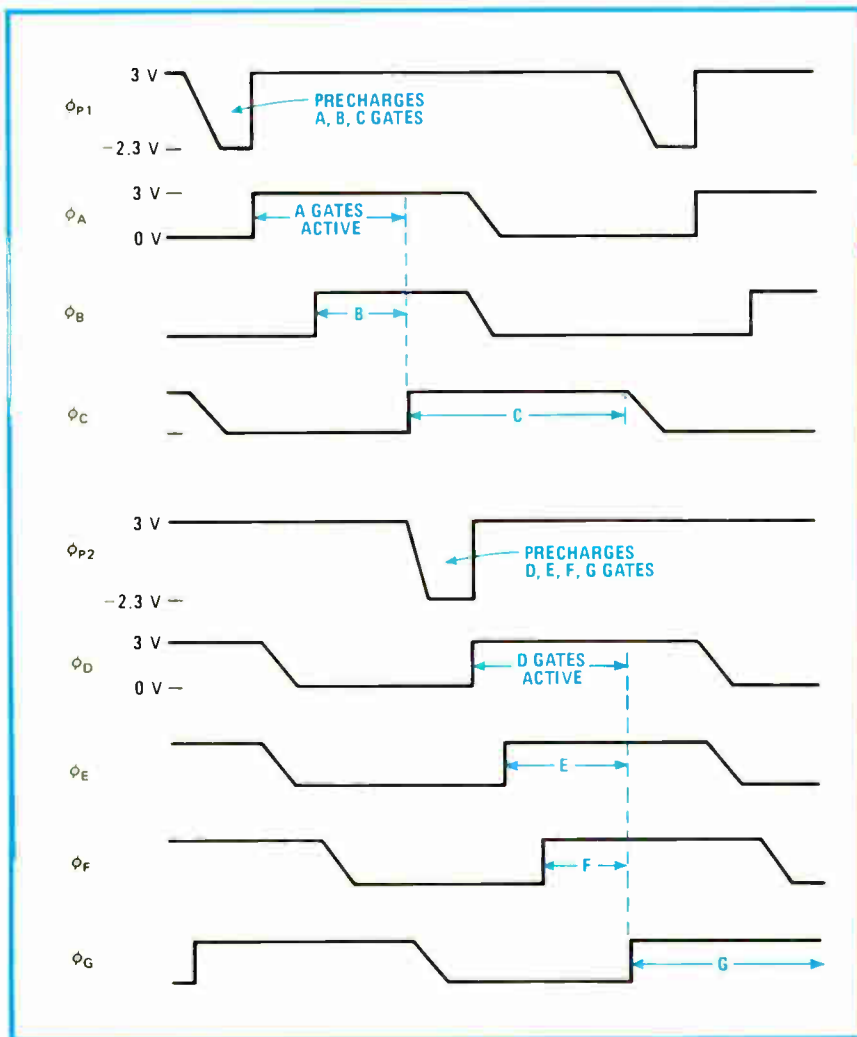 3 V
ϕP1
PRECHARGES
A, B, C GATES
−2.3 V
3 V
ϕA
A GATES
ACTIVE
0 V
ϕB
B
ϕC
C
3 V
ϕP2
PRECHARGES
D, E, F, G GATES
−2.3 V
3 V
ϕD
D GATES
ACTIVE
0 V
ϕE
E
ϕF
F
ϕG
G